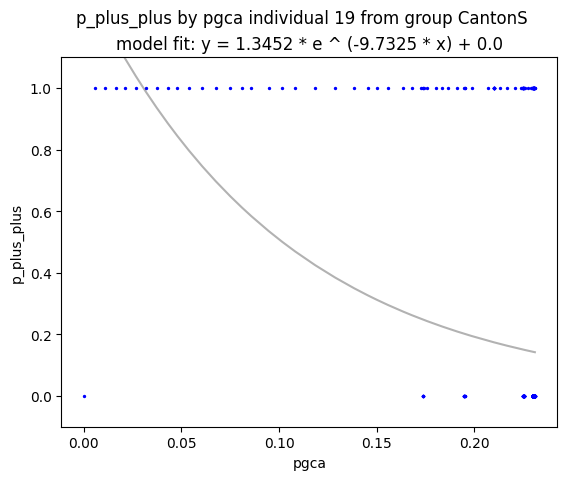 p_plus_plus by pgca individual 19 from group CantonS
model fit: y = 1.3452 * e ^ (-9.7325 * x) + 0.0
1.0
0.8
0.6
0.4
0.2
0.0
p_plus_plus
0.00 0.05 0.10 0.15 0.20
pgca